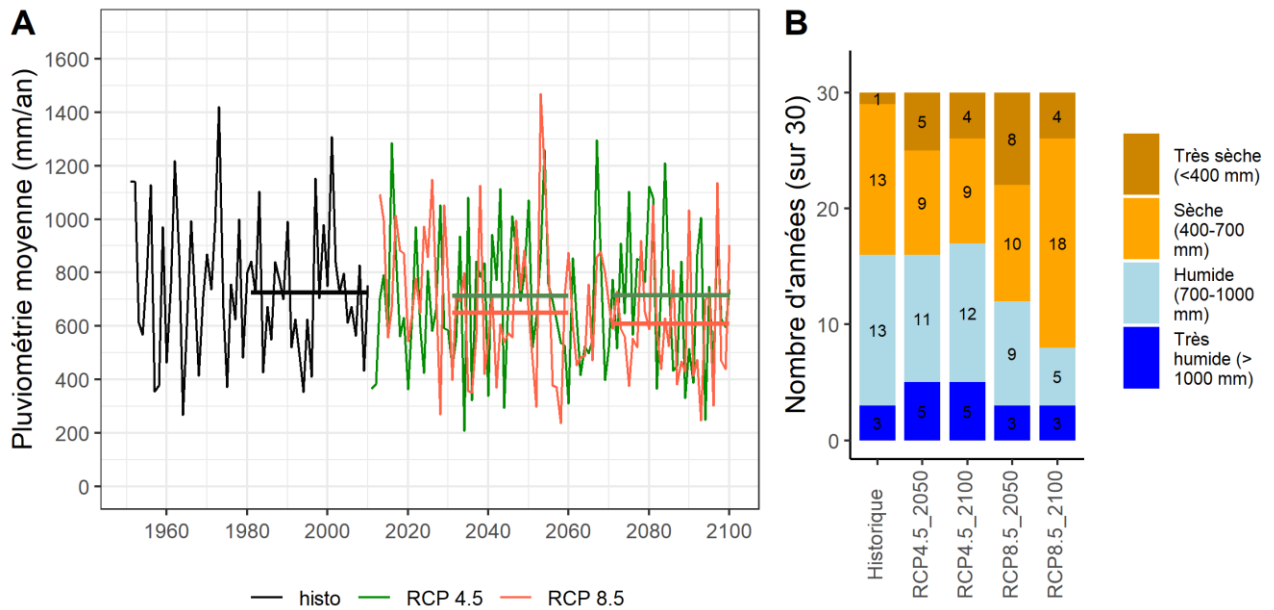 A
Pluviométrie moyenne (mm/an)
1600
1400
1200
1000
800
600
400
200
0
1960
1980
2000
2020
2040
2060
2080
2100
histo
RCP 4.5
RCP 8.5
B
Nombre d'années (sur 30)
30
20
10
0
1
13
13
3
5
9
11
5
4
9
12
5
8
10
9
3
4
18
5
3
Historique
RCP4.5_2050
RCP4.5_2100
RCP8.5_2050
RCP8.5_2100
Très sèche
(<400 mm)
Sèche
(400-700
mm)
Humide
(700-1000
mm)
Très
humide (>
1000 mm)